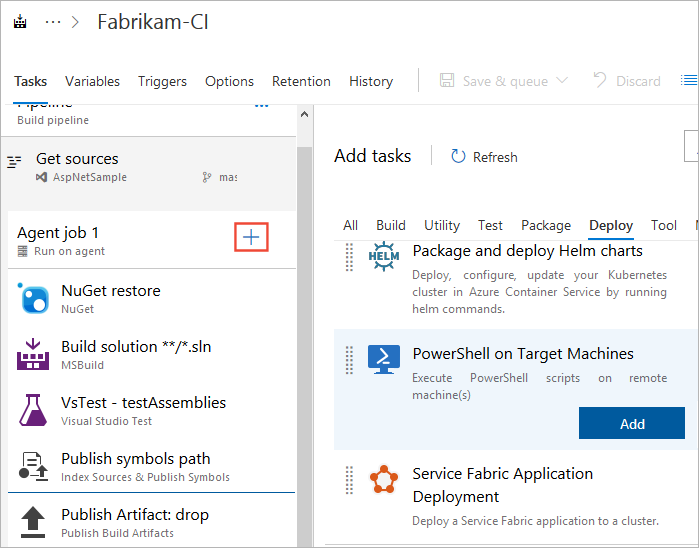 ··· > Fabrikam-CI
Tasks Variables Triggers Options Retention History Save & queue Discard
Pipeline ···
Build pipeline
Get sources
AspNetSample mas
Agent job 1 +
Run on agent
NuGet restore
NuGet
Build solution **/*.sln
MSBuild
VsTest - testAssemblies
Visual Studio Test
Publish symbols path
Index Sources & Publish Symbols
Publish Artifact: drop
Publish Build Artifacts
Add tasks Refresh
All Build Utility Test Package Deploy Tool
HELM
Package and deploy Helm charts
Deploy, configure, update your Kubernetes
cluster in Azure Container Service by running
helm commands.
PowerShell on Target Machines
Execute PowerShell scripts on remote
machine(s)
Add
Service Fabric Application
Deployment
Deploy a Service Fabric application to a cluster.